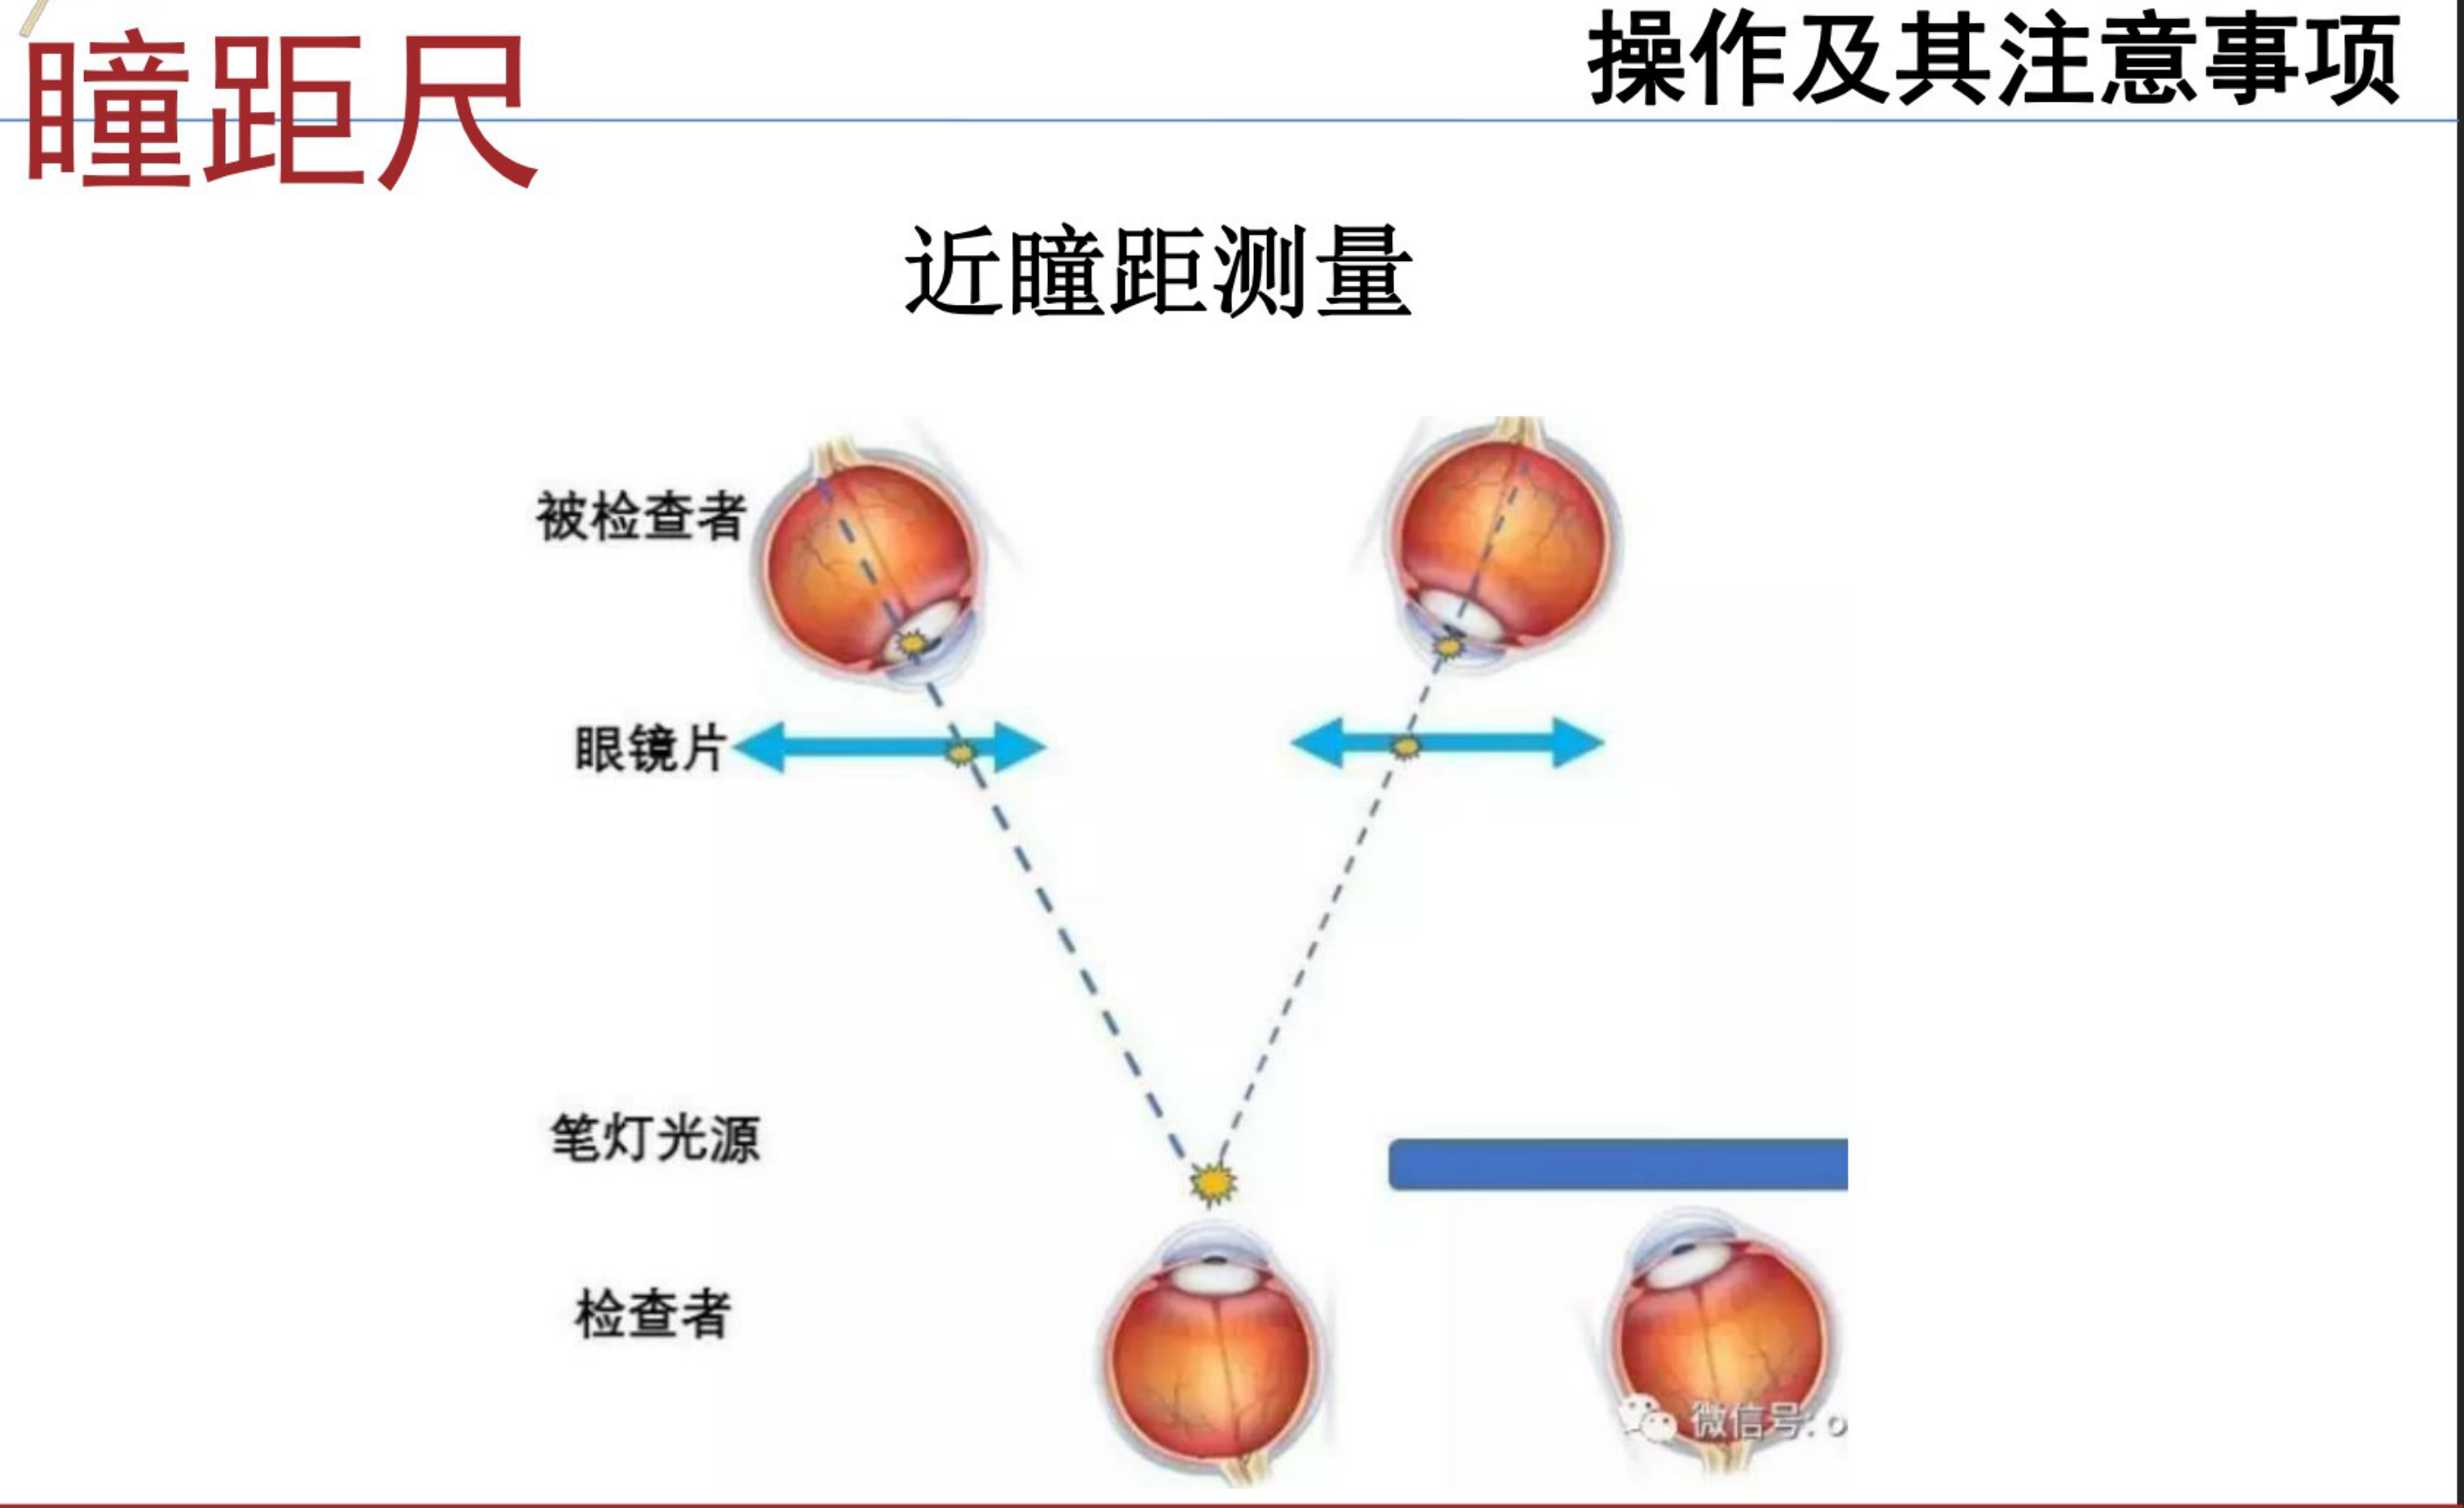 瞳距尺
操作及其注意事项
近瞳距测量
被检查者
眼镜片
笔灯光源
检查者
微信号: o